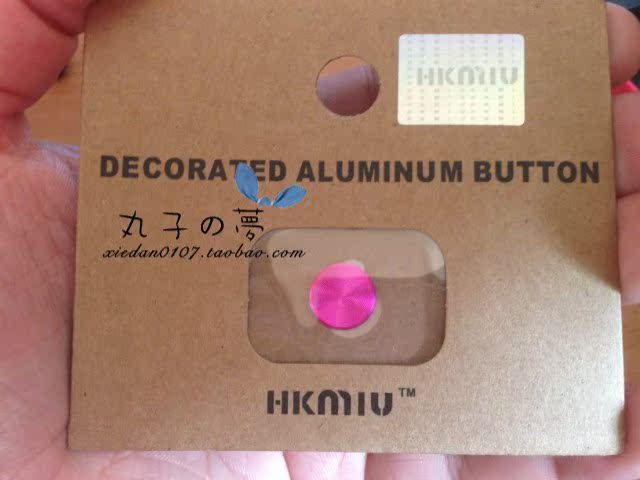 HKMIU
DECORATED ALUMINUM BUTTON
丸子の夢
xiedan0107.taobao.com
HKMIU™